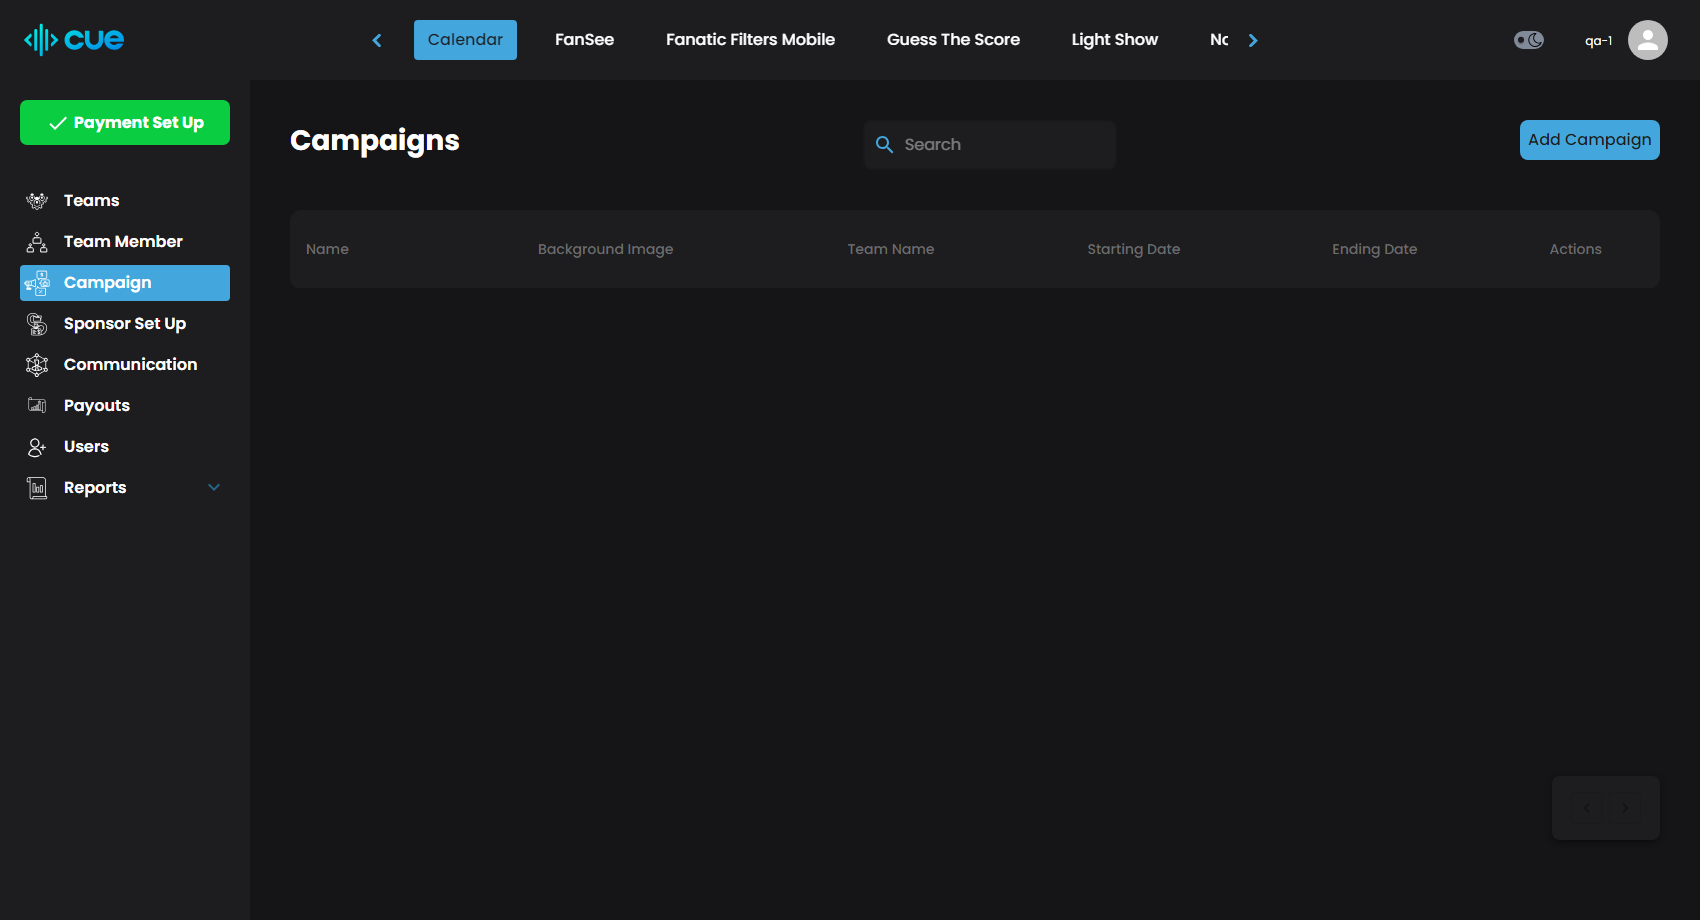 cue
Calendar
FanSee
Fanatic Filters Mobile
Guess The Score
Light Show
qa-1
Payment Set Up
Teams
Team Member
Campaign
Sponsor Set Up
Communication
Payouts
Users
Reports
Campaigns
Search
Add Campaign
Name Background Image Team Name Starting Date Ending Date Actions